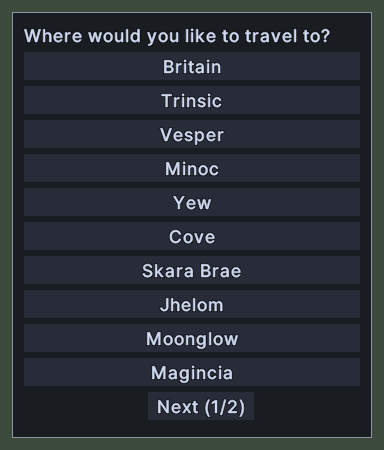 Where would you like to travel to?
Britain
Trinsic
Vesper
Minoc
Yew
Cove
Skara Brae
Jhelom
Moonglow
Magincia
Next (1/2)